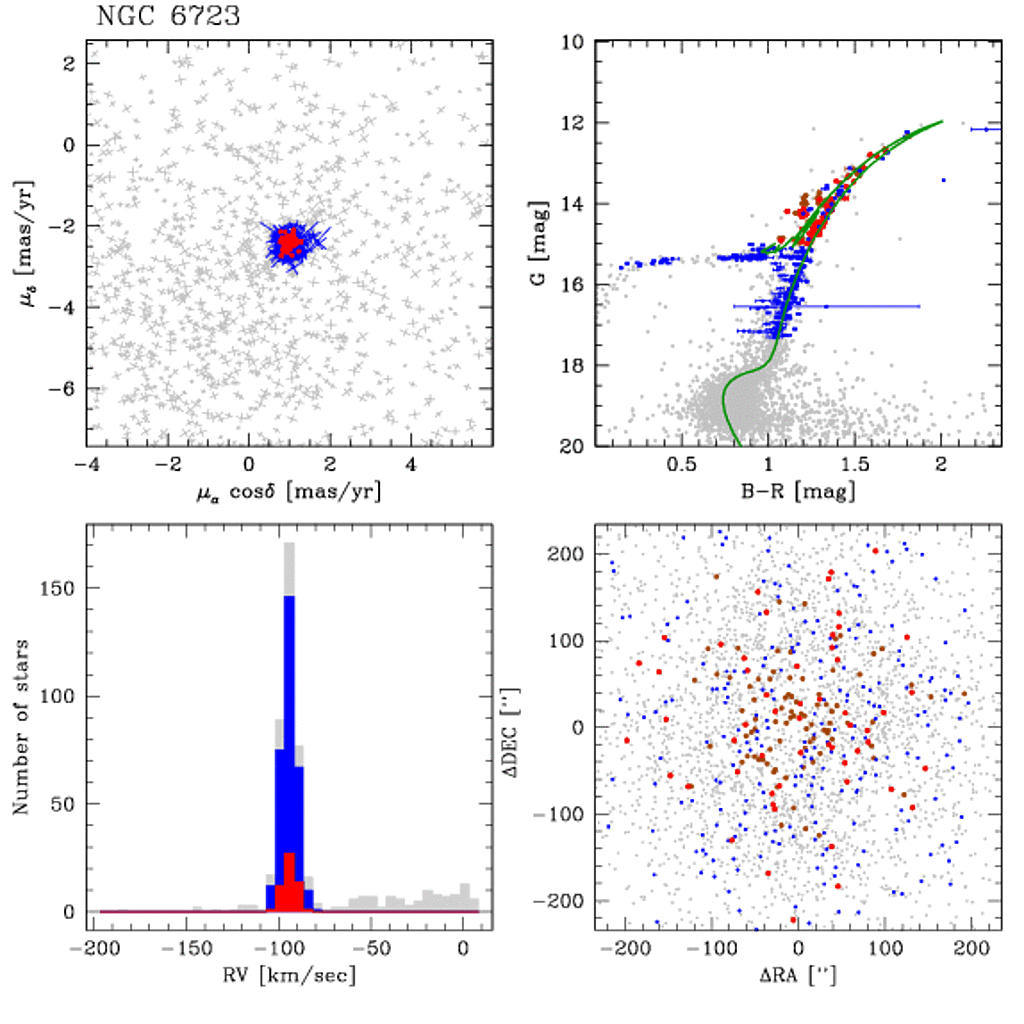 NGC 6723
2
0
−2
−4
−6
−4 −2 0 2 4
μδ [mas/yr]
μα cosδ [mas/yr]
10
12
14
16
18
20
0.5 1 1.5 2
G [mag]
B−R [mag]
150
100
50
0
−200 −150 −100 −50 0
Number of stars
RV [km/sec]
200
100
0
−100
−200
−200 −100 0 100 200
ΔDEC ["]
ΔRA ["]